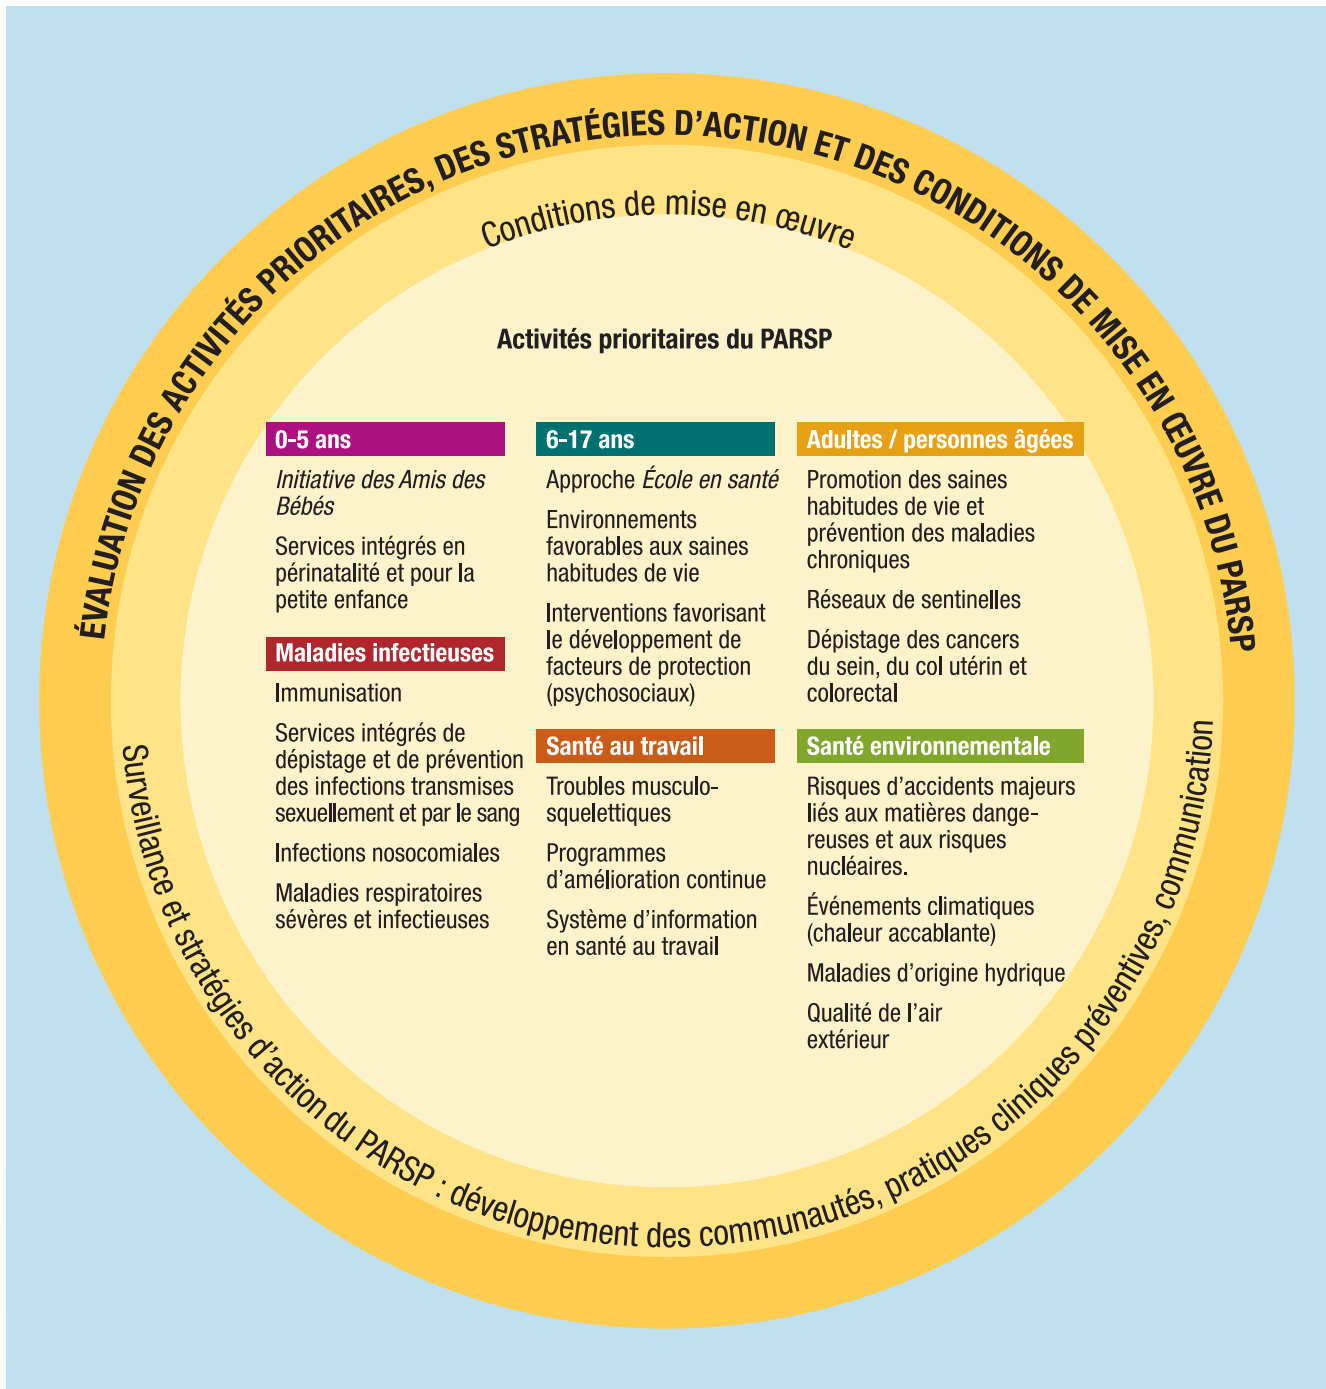 ÉVALUATION DES ACTIVITÉS PRIORITAIRES, DES STRATÉGIES D’ACTION ET DES CONDITIONS DE MISE EN ŒUVRE DU PARSP
Conditions de mise en œuvre
Activités prioritaires du PARSP
0-5 ans
Initiative des Amis des
Bébés
Services intégrés en
périnatalité et pour la
petite enfance
Maladies infectieuses
Immunisation
Services intégrés de
dépistage et de prévention
des infections transmises
sexuellement et par le sang
Infections nosocomiales
Maladies respiratoires
sévères et infectieuses
6-17 ans
Approche École en santé
Environnements
favorables aux saines
habitudes de vie
Interventions favorisant
le développement de
facteurs de protection
(psychosociaux)
Santé au travail
Troubles musculo-
squelettiques
Programmes
d’amélioration continue
Système d’information
en santé au travail
Adultes / personnes âgées
Promotion des saines
habitudes de vie et
prévention des maladies
chroniques
Réseaux de sentinelles
Dépistage des cancers
du sein, du col utérin et
colorectal
Santé environnementale
Risques d’accidents majeurs
liés aux matières dange-
reuses et aux risques
nucléaires.
Événements climatiques
(chaleur accablante)
Maladies d’origine hydrique
Qualité de l’air
extérieur
Surveillance et stratégies d’action du PARSP : développement des communautés, pratiques cliniques préventives, communication